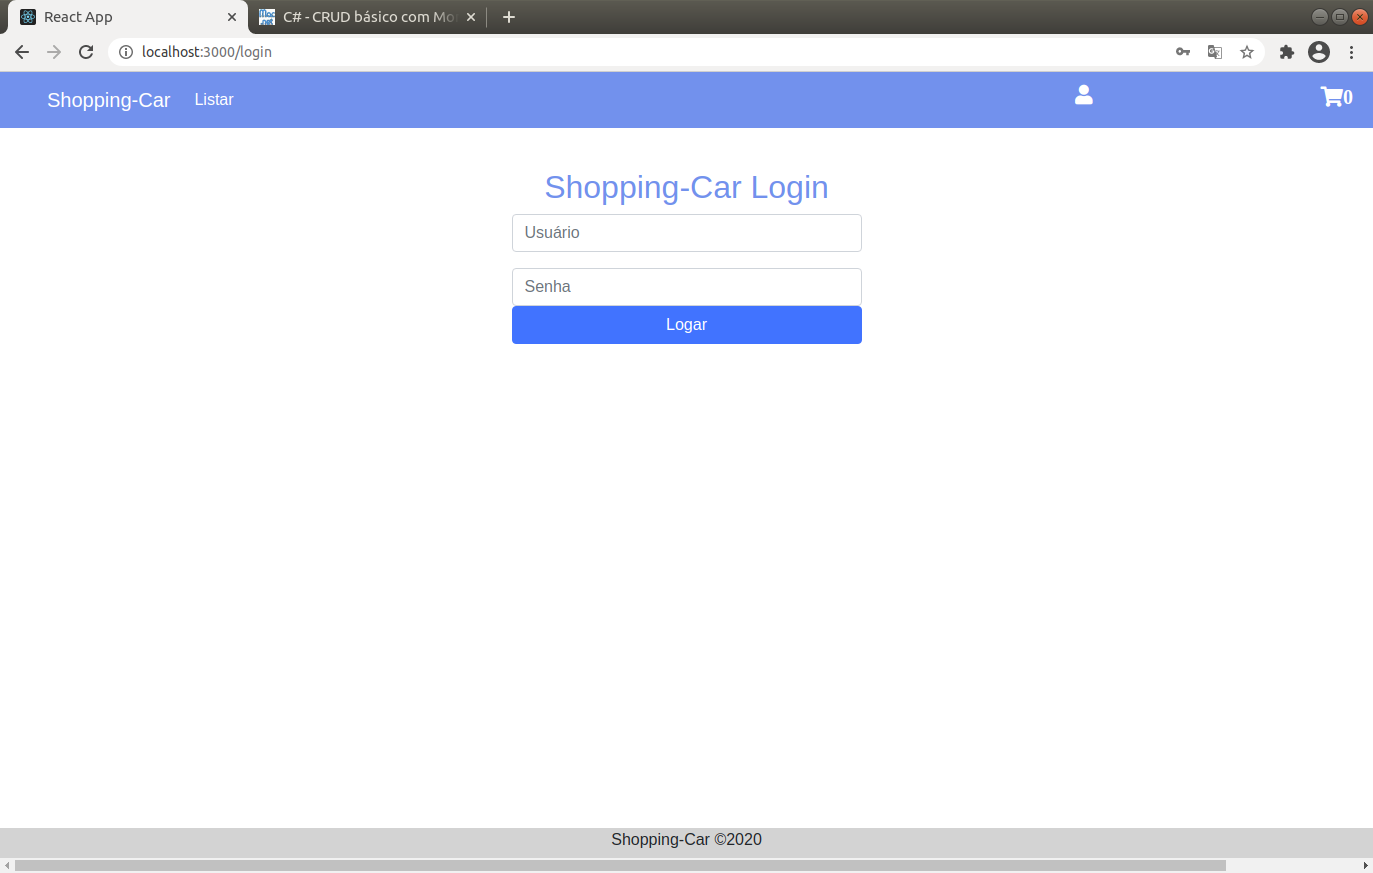 React App
C# - CRUD básico com Mo
localhost:3000/login
Shopping-Car
Listar
0
Shopping-Car Login
Usuário
Senha
Logar
Shopping-Car ©2020